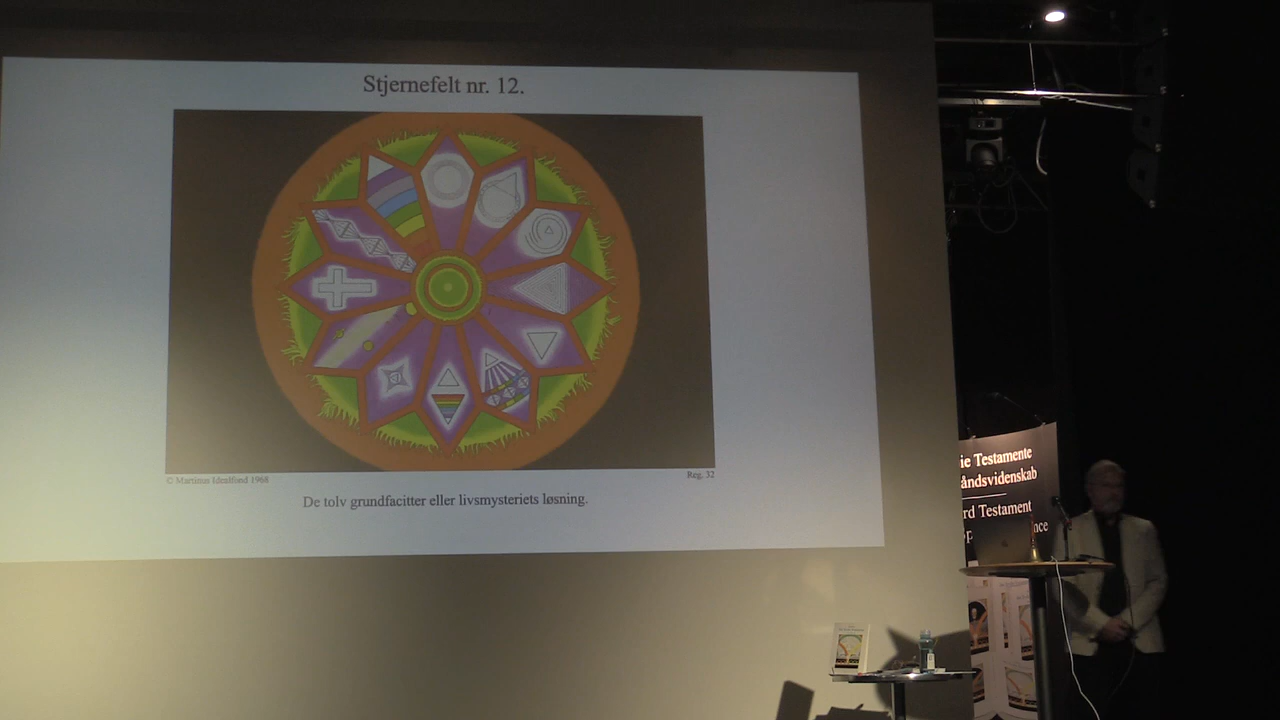 Stjernefelt nr. 12.
© Martinus Idealfond 1968
Reg. 32
De tolv grundfacitter eller livsmysteriets løsning.
ie Testamente
åndsvidenskab
rd Testament
nce